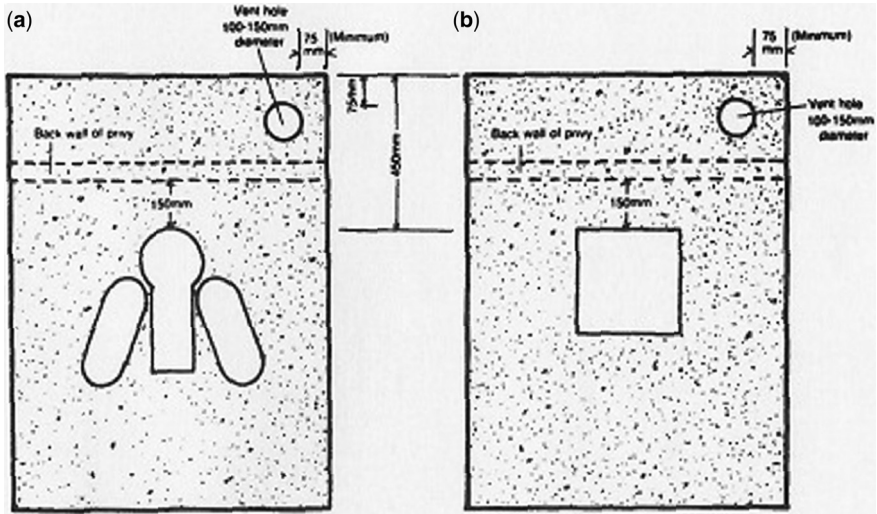 (a)
Vent hole
100-150mm
diameter
75
mm
(Minimum)
Back wall of privy
150mm
75mm
450mm
(b)
75
mm
(Minimum)
Vent hole
100-150mm
diameter
Back wall of privy
150mm